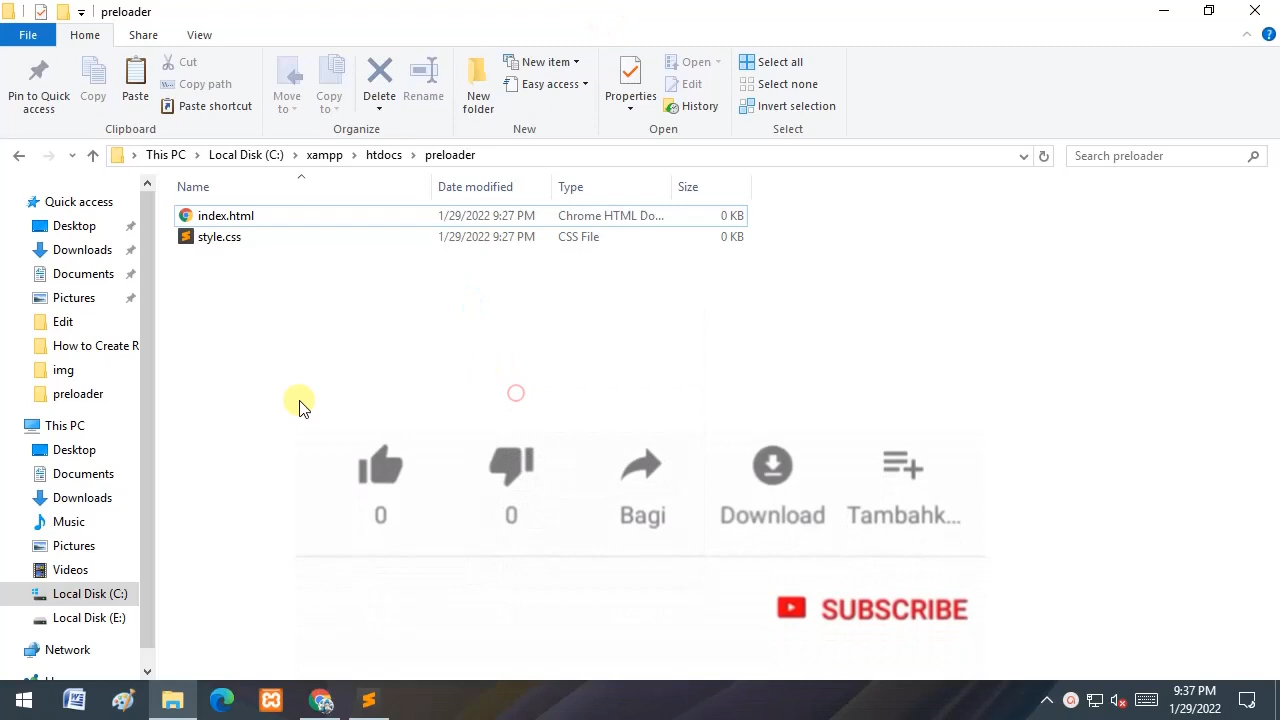 preloader
File Home Share View
Pin to Quick access
Copy
Paste
Cut
Copy path
Paste shortcut
Clipboard
Move to
Copy to
Delete
Rename
Organize
New folder
New item
Easy access
New
Properties
Open
Edit
History
Open
Select all
Select none
Invert selection
Select
This PC Local Disk (C:) xampp htdocs preloader
Search preloader
Name Date modified Type Size
index.html 1/29/2022 9:27 PM Chrome HTML Do... 0 KB
style.css 1/29/2022 9:27 PM CSS File 0 KB
Quick access
Desktop
Downloads
Documents
Pictures
Edit
How to Create R
img
preloader
This PC
Desktop
Documents
Downloads
Music
Pictures
Videos
Local Disk (C:)
Local Disk (E:)
Network
0 0 Bagi Download Tambahk...
SUBSCRIBE
9:37 PM
1/29/2022